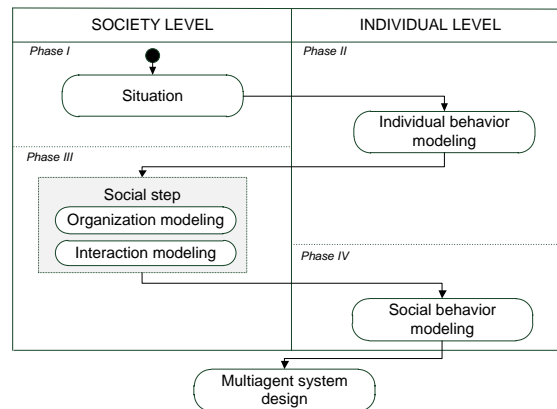 SOCIETY LEVEL
INDIVIDUAL LEVEL
Phase I
Phase II
Situation
Individual behavior
modeling
Phase III
Social step
Organization modeling
Interaction modeling
Phase IV
Social behavior
modeling
Multiagent system
design